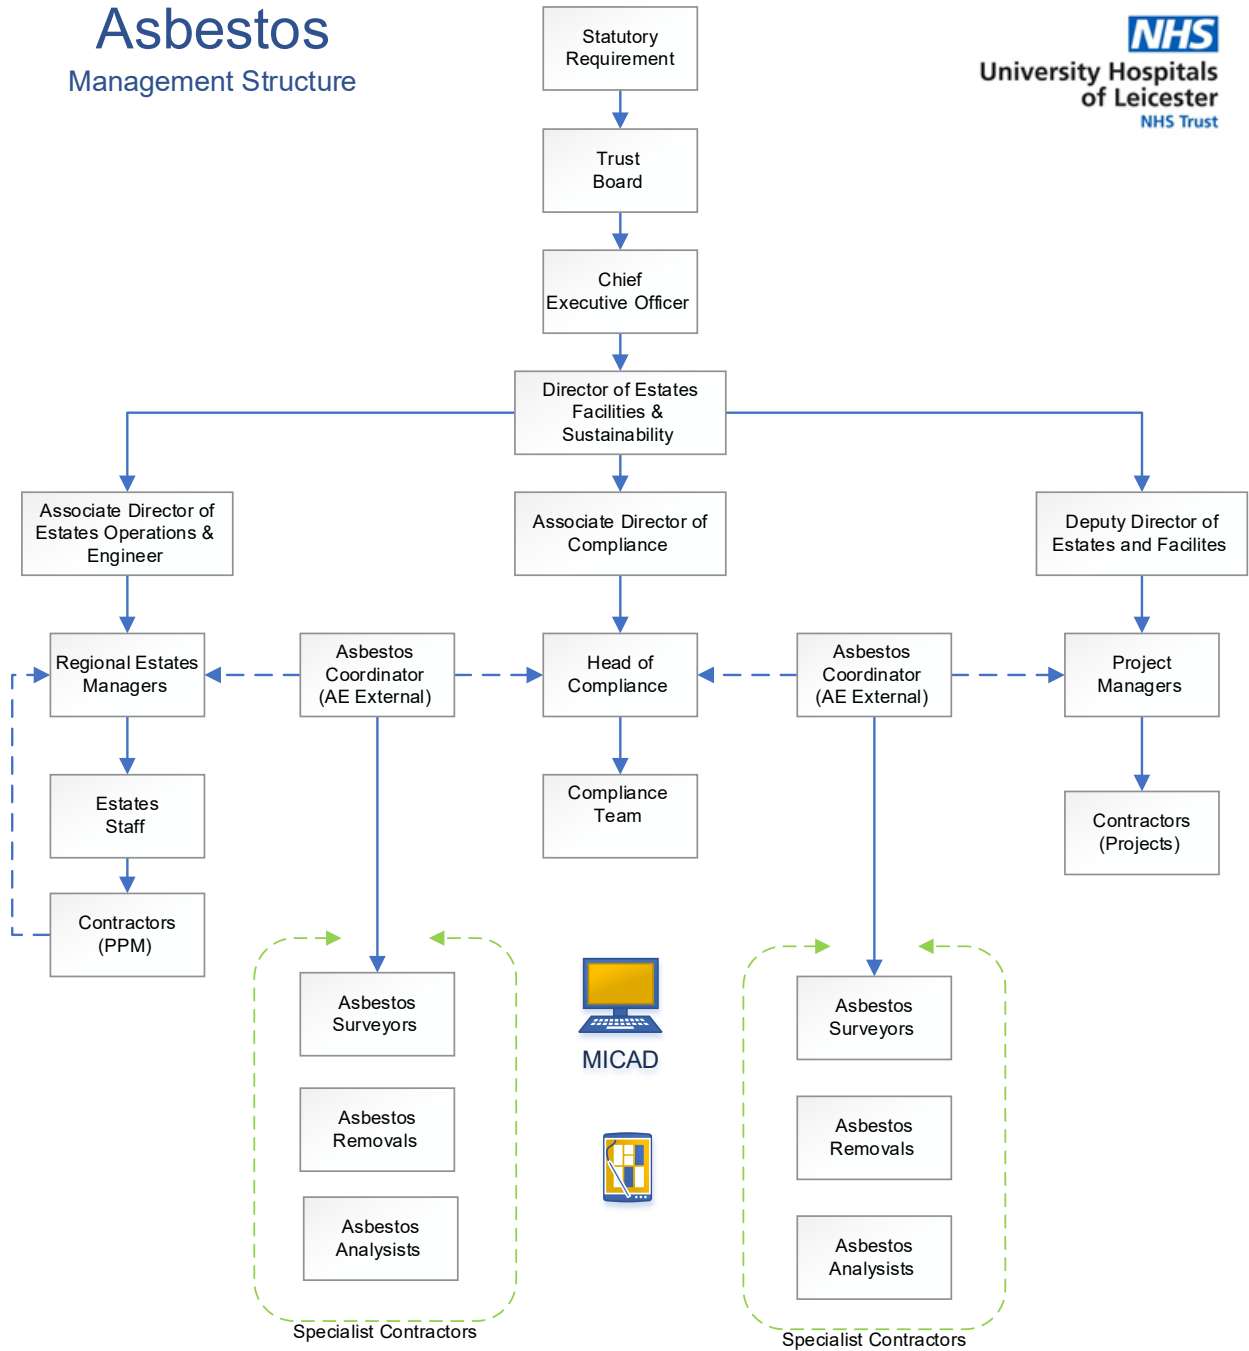 Asbestos
Management Structure
NHS
University Hospitals
of Leicester
NHS Trust
Statutory
Requirement
Trust
Board
Chief
Executive Officer
Director of Estates
Facilities &
Sustainability
Associate Director of
Estates Operations &
Engineer
Associate Director of
Compliance
Deputy Director of
Estates and Facilites
Regional Estates
Managers
Asbestos
Coordinator
(AE External)
Head of
Compliance
Asbestos
Coordinator
(AE External)
Project
Managers
Estates
Staff
Compliance
Team
Contractors
(Projects)
Contractors
(PPM)
Asbestos
Surveyors
Asbestos
Removals
Asbestos
Analysists
Specialist Contractors
MICAD
Asbestos
Surveyors
Asbestos
Removals
Asbestos
Analysists
Specialist Contractors